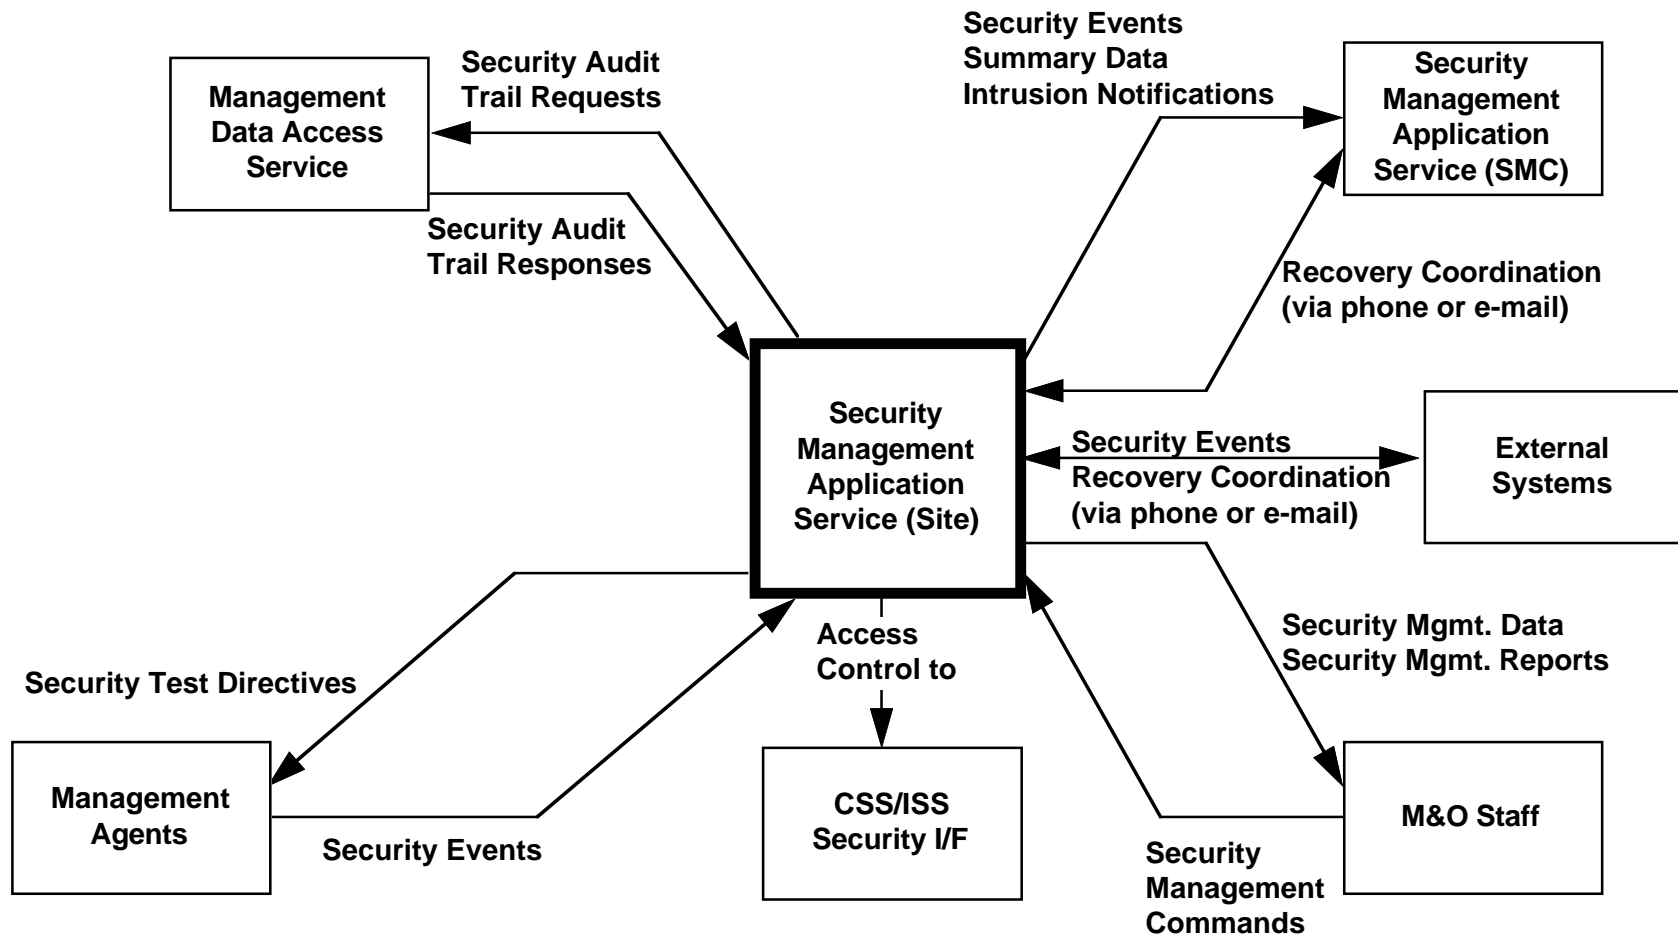 Security Events
Summary Data
Intrusion Notifications
Security Audit
Trail Requests
Management
Data Access
Service
Security
Management
Application
Service (SMC)
Security Audit
Trail Responses
Recovery Coordination
(via phone or e-mail)
Security
Management
Application
Service (Site)
Security Events
Recovery Coordination
(via phone or e-mail)
External
Systems
Access
Control to
Security Mgmt. Data
Security Mgmt. Reports
Security Test Directives
Management
Agents
Security Events
CSS/ISS
Security I/F
M&O Staff
Security
Management
Commands